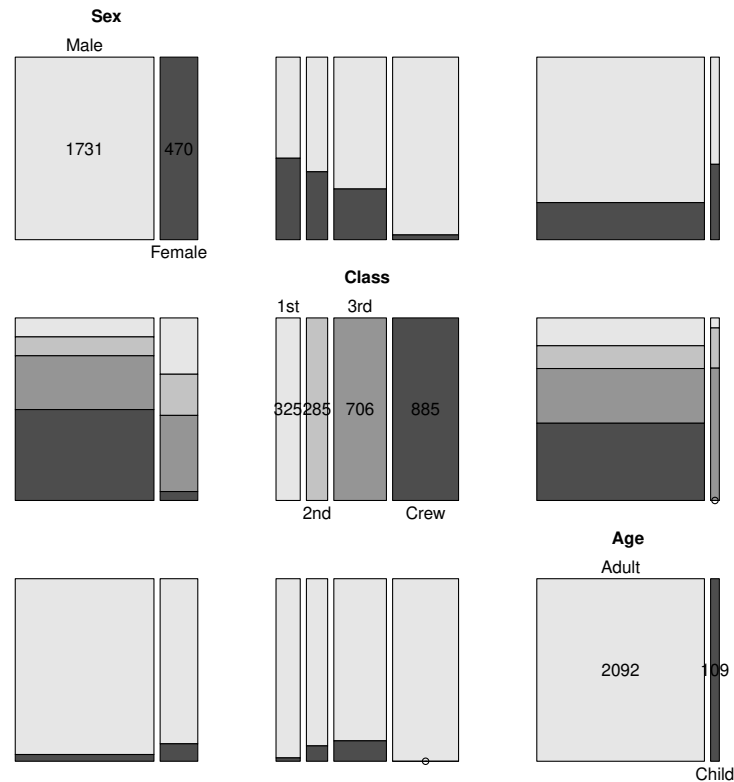 Sex
Male
1731 470
Female
Class
1st 3rd
325 285 706 885
2nd Crew
Age
Adult
2092 109
Child